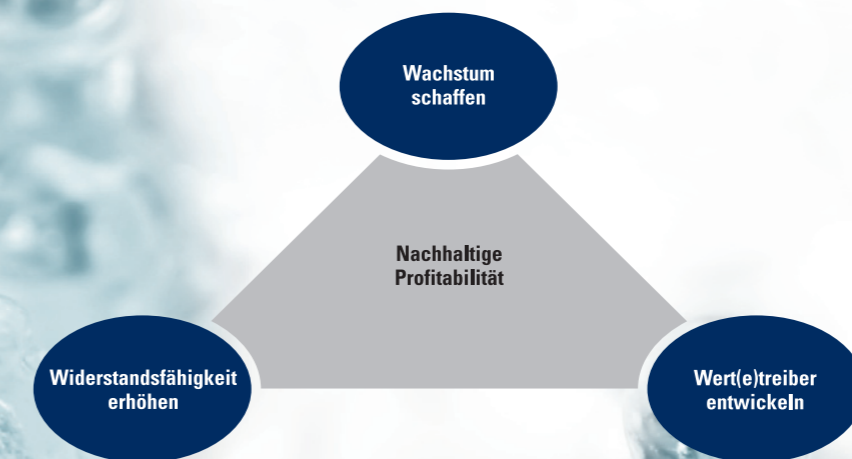 Wachstum
schaffen
Nachhaltige
Profitabilität
Widerstandsfähigkeit
erhöhen
Wert(e)treiber
entwickeln